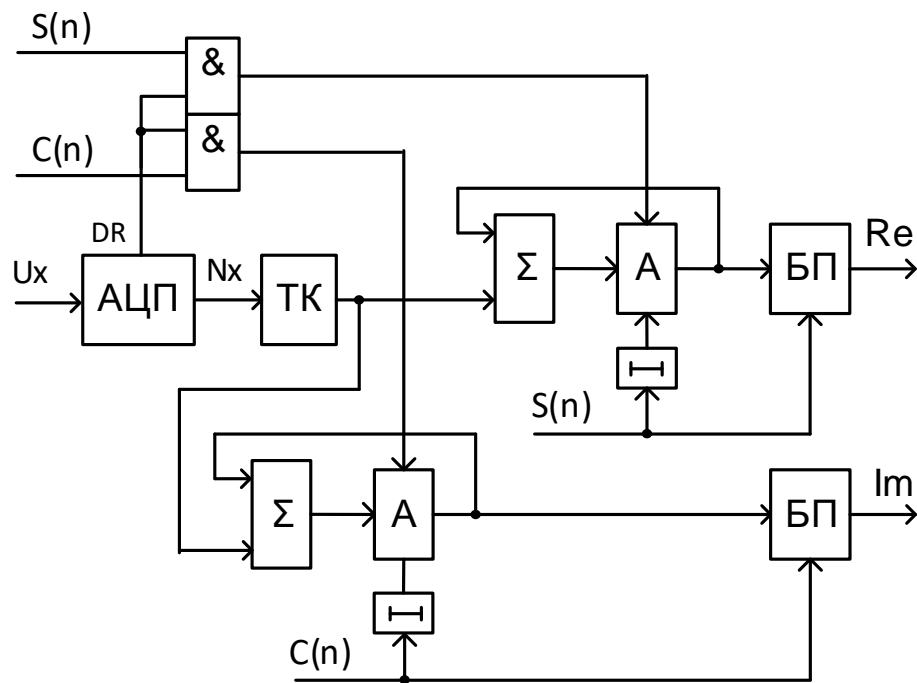 S(n)
&
C(n)
&
DR
Ux
АЦП
Nx
ТК
Σ
А
БП
Re
S(n)
Σ
А
БП
Im
C(n)